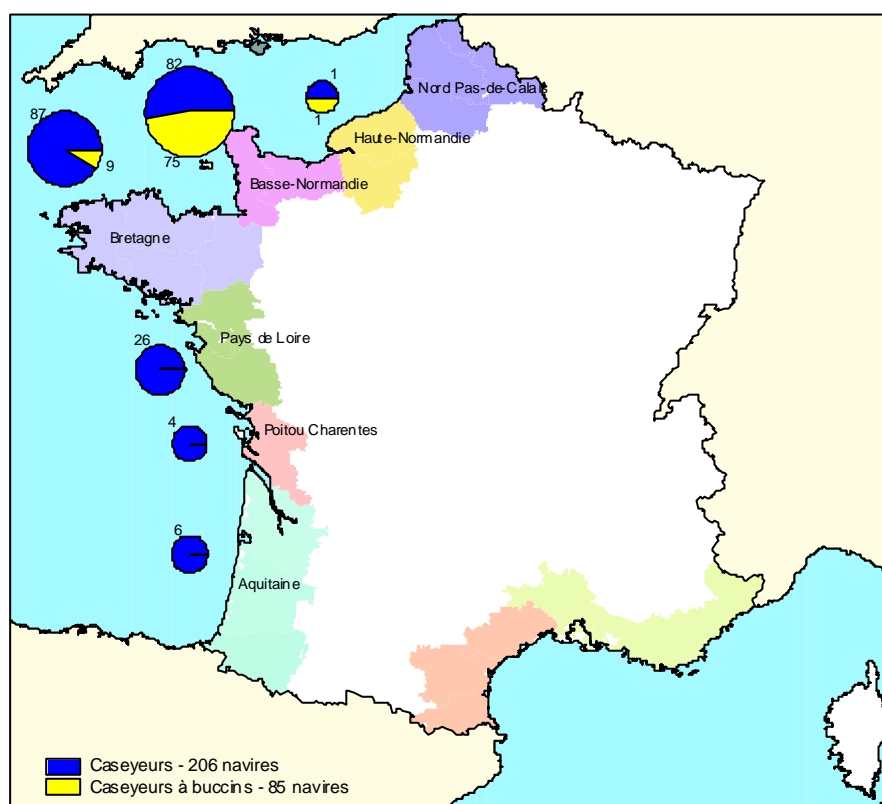 82
1
Nord Pas-de-Calais
87
1
Haute-Normandie
75
9
Basse-Normandie
Bretagne
26
Pays de Loire
4
Poitou Charentes
6
Aquitaine
Caseyeurs - 206 navires
Caseyeurs à buccins - 85 navires